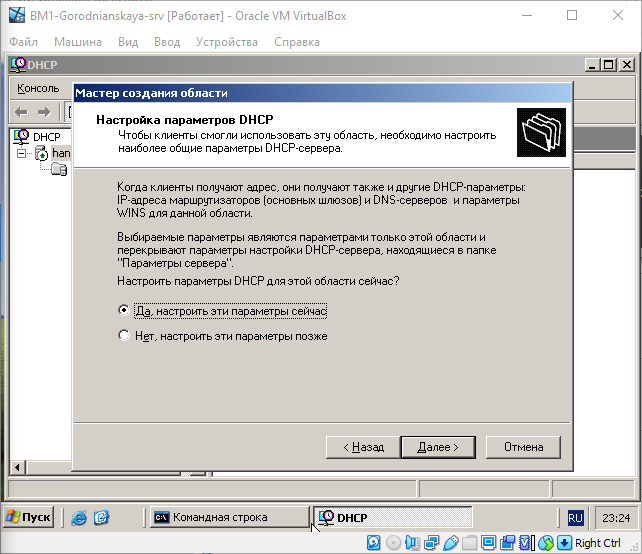 BM1-Gorodnianskaya-srv [Работает] - Oracle VM VirtualBox
Файл Машина Вид Ввод Устройства Справка
DHCP
Консоль
DHCP
han
Мастер создания области
Настройка параметров DHCP
Чтобы клиенты смогли использовать эту область, необходимо настроить
наиболее общие параметры DHCP-сервера.
Когда клиенты получают адрес, они получают также и другие DHCP-параметры:
IP-адреса маршрутизаторов (основных шлюзов) и DNS-серверов и параметры
WINS для данной области.
Выбираемые параметры являются параметрами только этой области и
перекрывают параметры настройки DHCP-сервера, находящиеся в папке
"Параметры сервера".
Настроить параметры DHCP для этой области сейчас?
Да, настроить эти параметры сейчас
Нет, настроить эти параметры позже
< Назад Далее > Отмена
Пуск Командная строка DHCP RU 23:24
Right Ctrl